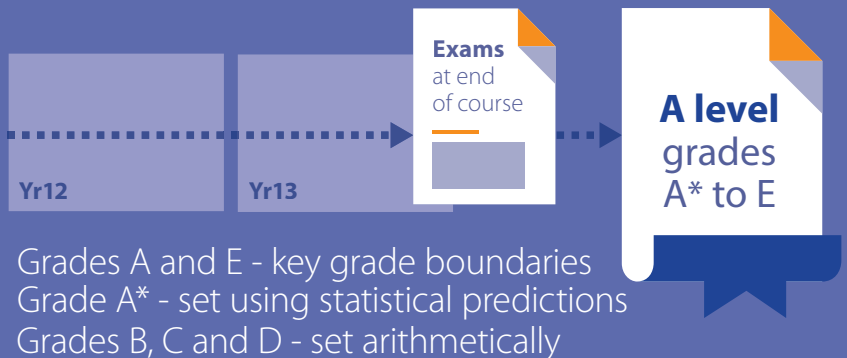 Yr12
Yr13
Exams
at end
of course
A level
grades
A* to E
Grades A and E - key grade boundaries
Grade A* - set using statistical predictions
Grades B, C and D - set arithmetically